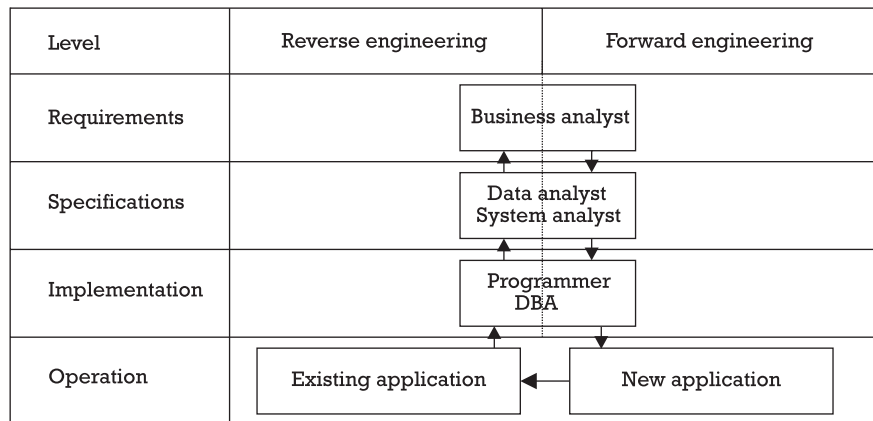 Level
Reverse engineering
Forward engineering
Requirements
Business analyst
Specifications
Data analyst
System analyst
Implementation
Programmer
DBA
Operation
Existing application
New application